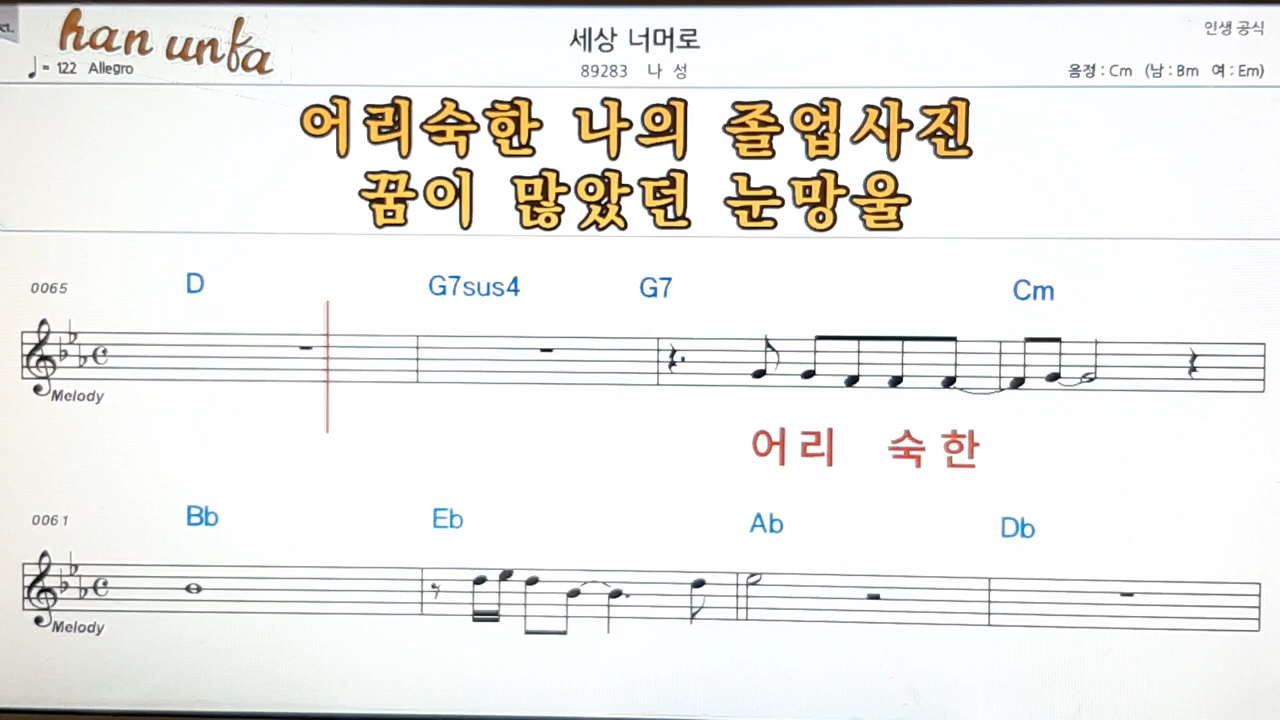 ct.
han unfa
세상 너머로
인생 공식
♩= 122 Allegro
89283 나 성
음정 : Cm (남 : Bm 여 : Em)
어리숙한 나의 졸업사진
꿈이 많았던 눈망울
0065 D G7sus4 G7 Cm
Melody
어리 숙한
0061 Bb Eb Ab Db
Melody